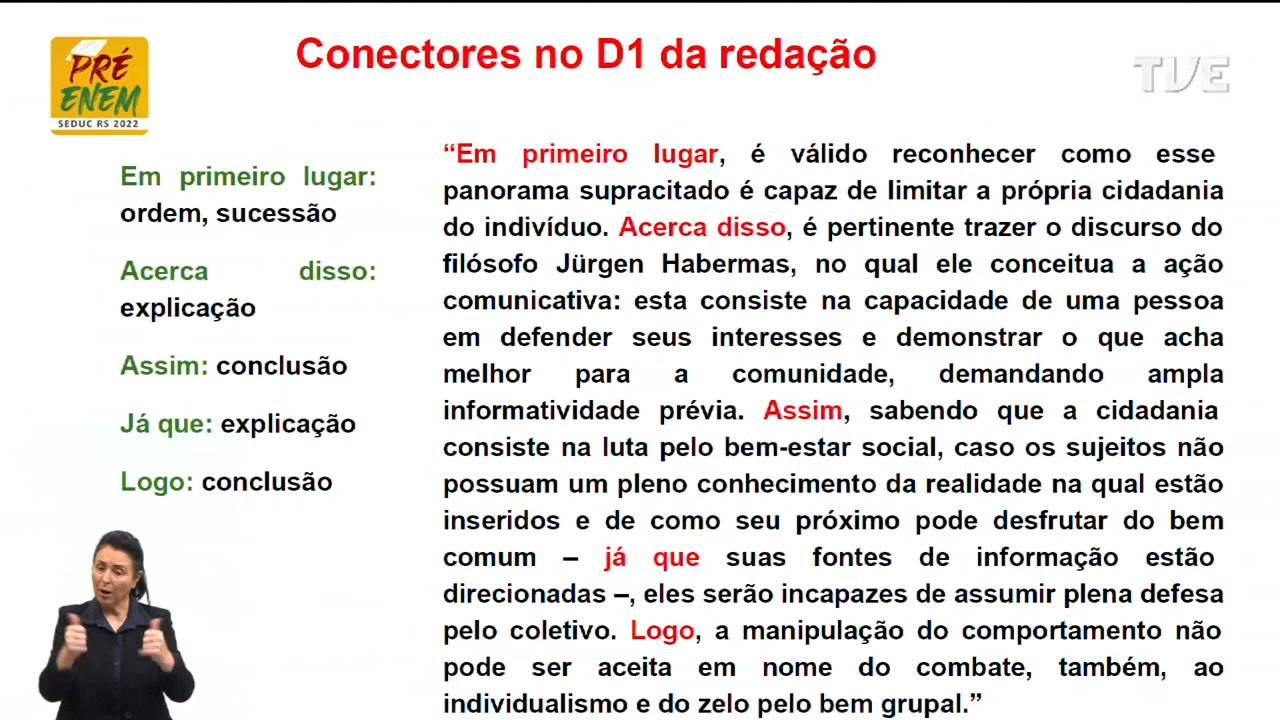 Conectores no D1 da redação
PRÉ
ENEM
SEDUC RS 2022
TVE
Em primeiro lugar:
ordem, sucessão
Acerca disso:
explicação
Assim: conclusão
Já que: explicação
Logo: conclusão
“Em primeiro lugar, é válido reconhecer como esse
panorama supracitado é capaz de limitar a própria cidadania
do indivíduo. Acerca disso, é pertinente trazer o discurso do
filósofo Jürgen Habermas, no qual ele conceitua a ação
comunicativa: esta consiste na capacidade de uma pessoa
em defender seus interesses e demonstrar o que acha
melhor para a comunidade, demandando ampla
informatividade prévia. Assim, sabendo que a cidadania
consiste na luta pelo bem-estar social, caso os sujeitos não
possuam um pleno conhecimento da realidade na qual estão
inseridos e de como seu próximo pode desfrutar do bem
comum – já que suas fontes de informação estão
direcionadas –, eles serão incapazes de assumir plena defesa
pelo coletivo. Logo, a manipulação do comportamento não
pode ser aceita em nome do combate, também, ao
individualismo e do zelo pelo bem grupal.”